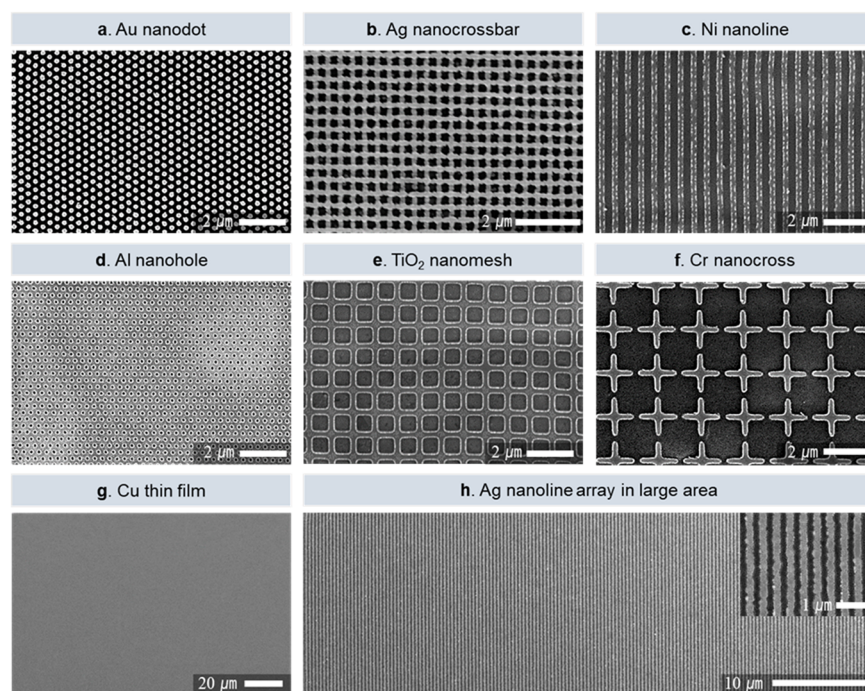 a. Au nanodot
b. Ag nanocrossbar
c. Ni nanoline
2 μm
2 μm
2 μm
d. Al nanohole
e. TiO₂ nanomesh
f. Cr nanocross
2 μm
2 μm
2 μm
g. Cu thin film
h. Ag nanoline array in large area
1 μm
20 μm
10 μm